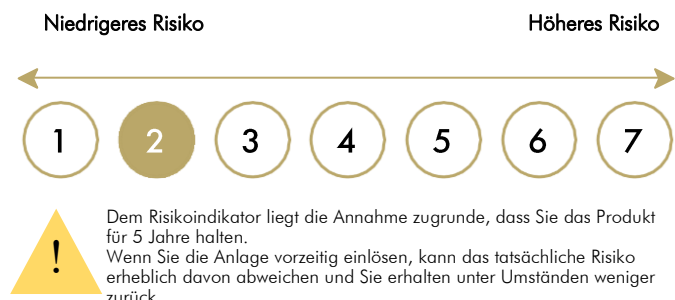 Niedrigeres Risiko Höheres Risiko
1 2 3 4 5 6 7
! Dem Risikoindikator liegt die Annahme zugrunde, dass Sie das Produkt
für 5 Jahre halten.
Wenn Sie die Anlage vorzeitig einlösen, kann das tatsächliche Risiko
erheblich davon abweichen und Sie erhalten unter Umständen weniger
zurück.